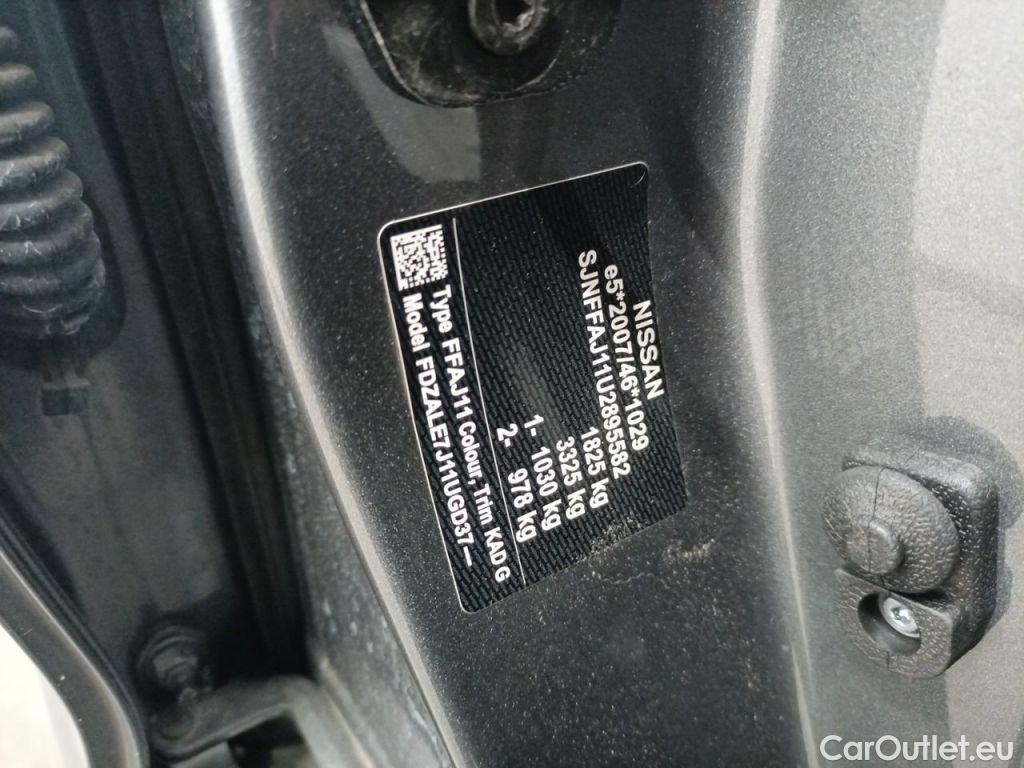 NISSAN
e5*2007/46*1029
SJNFFAJ11U2895582
1825 kg
3325 kg
1- 1030 kg
2- 978 kg
Type FFAJ11 Colour, Trim KAD G
Model FDZALE7J11UGD37—
CarOutlet.eu